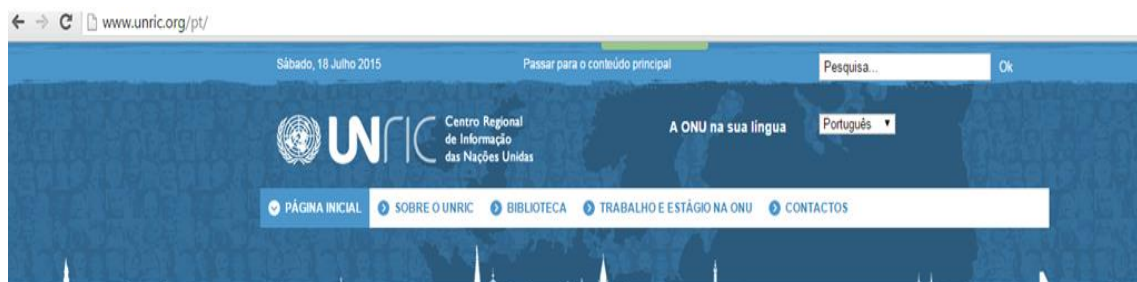 www.unric.org/pt/
Sábado, 18 Julho 2015 Passar para o conteúdo principal Pesquisa... Ok
UNRIC Centro Regional
de Informação
das Nações Unidas
A ONU na sua língua Português
PÁGINA INICIAL SOBRE O UNRIC BIBLIOTECA TRABALHO E ESTÁGIO NA ONU CONTACTOS